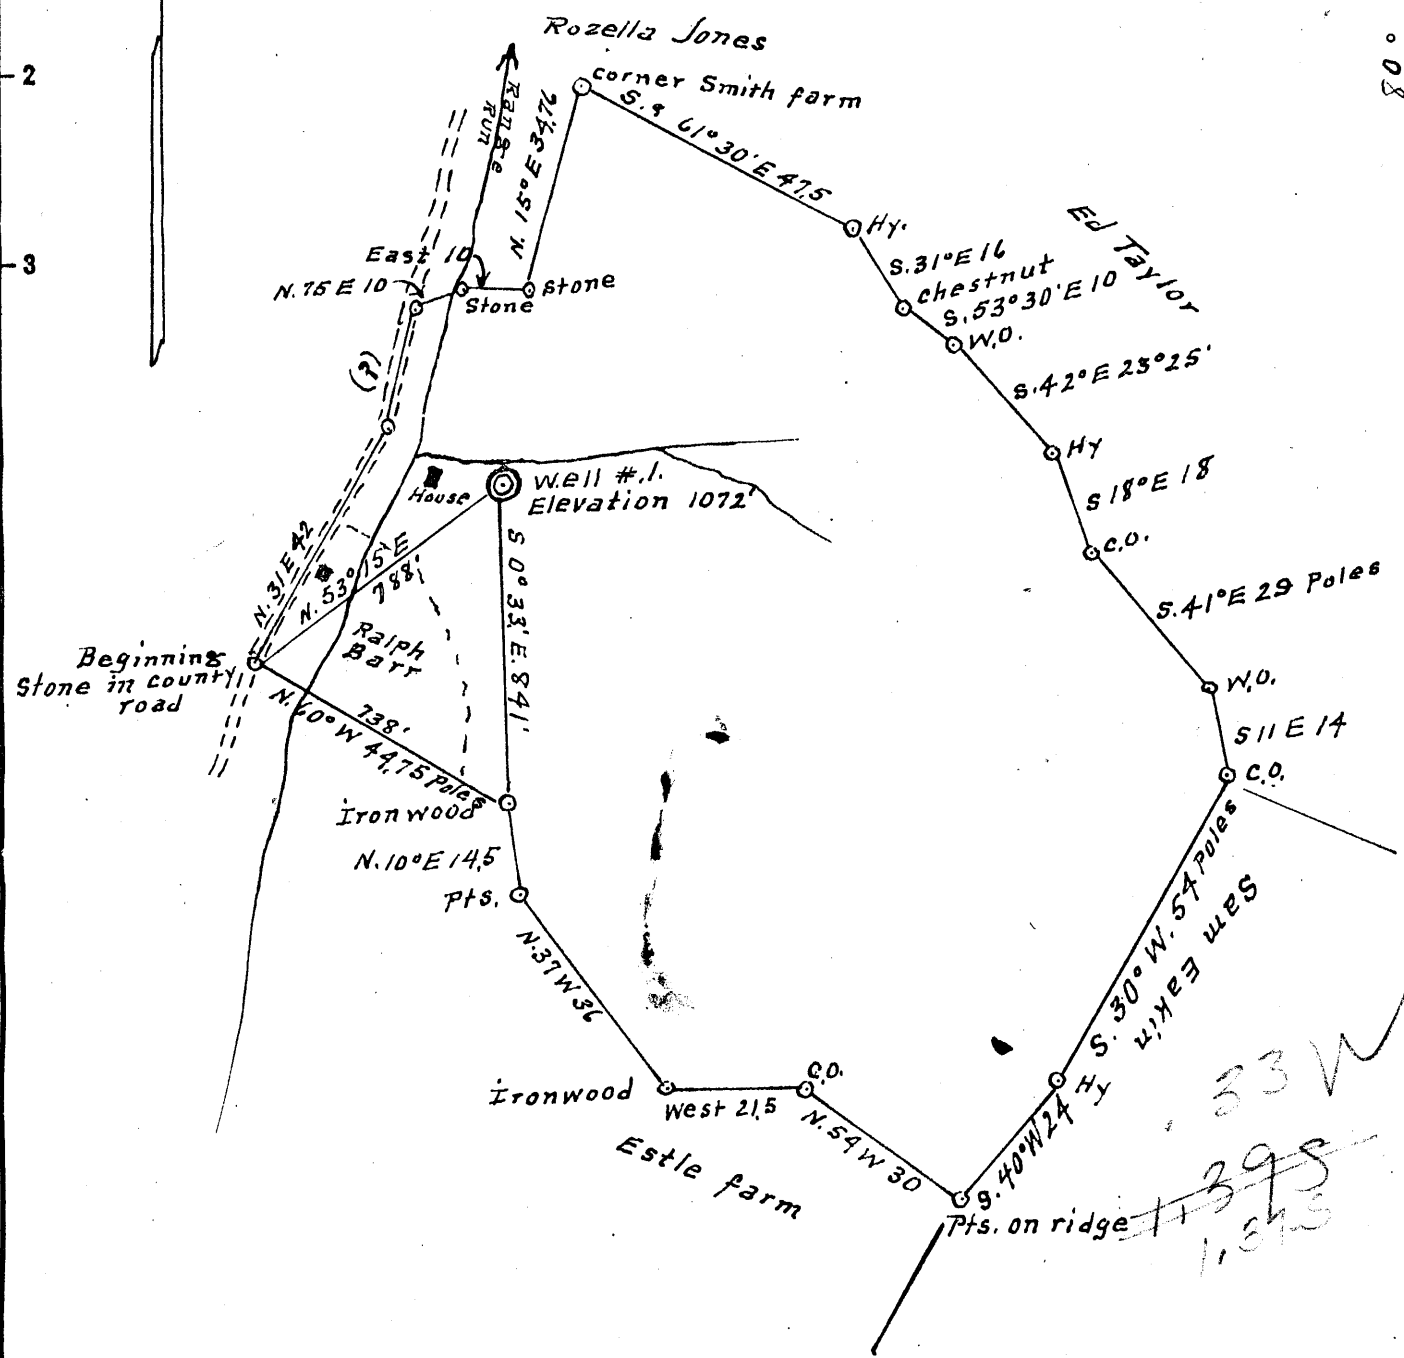 2
3
° 08
Rozella Jones
corner Smith farm
Range
Run
N. 15° E 34.76
S. & 61° 30' E 47.5
Hy.
Ed Taylor
S. 31° E 16
chestnut
S. 53° 30' E 10
W.O.
S. 42° E 23° 25'
East 10
N. 75 E 10
Stone
Stone
(?)
Hy
S 18° E 18
C.O.
S. 41° E 29 Poles
W.O.
S 11 E 14
C.O.
House
Well #.1.
Elevation 1072'
N. 31 E 42
N. 53° 15' E
788'
S 0° 33' E. 841'
Ralph
Barr
Beginning
Stone in county
road
738'
N. 60° W 44.75 Poles
Ironwood
N. 10° E 14.5
Pts.
N. 37 W 36
Ironwood
West 21.5
C.O.
N. 54 W 30
Estle farm
S. 30° W. 54 Poles
Sam Eakin
Hy
S. 40° W 24
Pts. on ridge
. 33 W
1,395